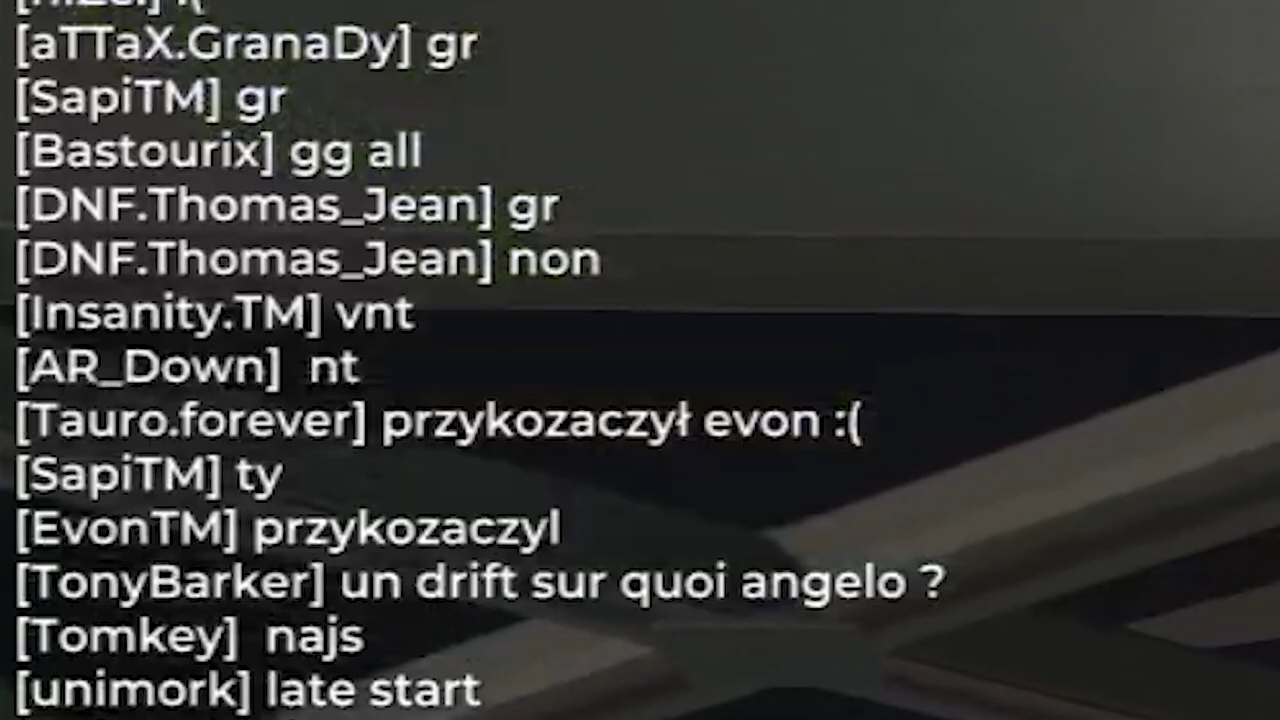 [aTTaX.GranaDy] gr
[SapiTM] gr
[Bastourix] gg all
[DNF.Thomas_Jean] gr
[DNF.Thomas_Jean] non
[Insanity.TM] vnt
[AR_Down]  nt
[Tauro.forever] przykozaczył evon :(
[SapiTM] ty
[EvonTM] przykozaczyl
[TonyBarker] un drift sur quoi angelo ?
[Tomkey]  najs
[unimork] late start